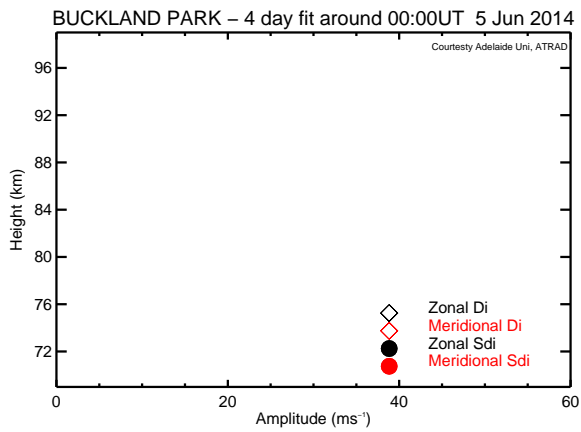 BUCKLAND PARK – 4 day fit around 00:00UT 5 Jun 2014
Courtesty Adelaide Uni, ATRAD
96
92
88
84
80
76
72
Height (km)
Zonal Di
Meridional Di
Zonal Sdi
Meridional Sdi
0 20 40 60
Amplitude (ms⁻¹)